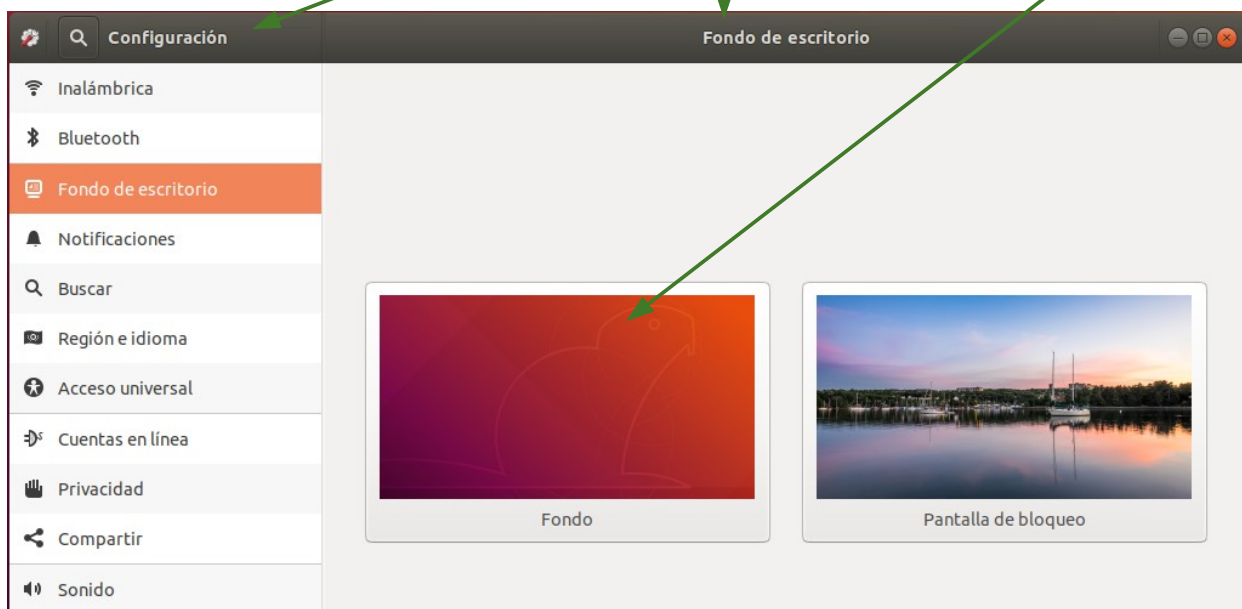 Configuración
Fondo de escritorio
Inalámbrica
Bluetooth
Fondo de escritorio
Notificaciones
Buscar
Región e idioma
Acceso universal
Cuentas en línea
Privacidad
Compartir
Sonido
Fondo
Pantalla de bloqueo